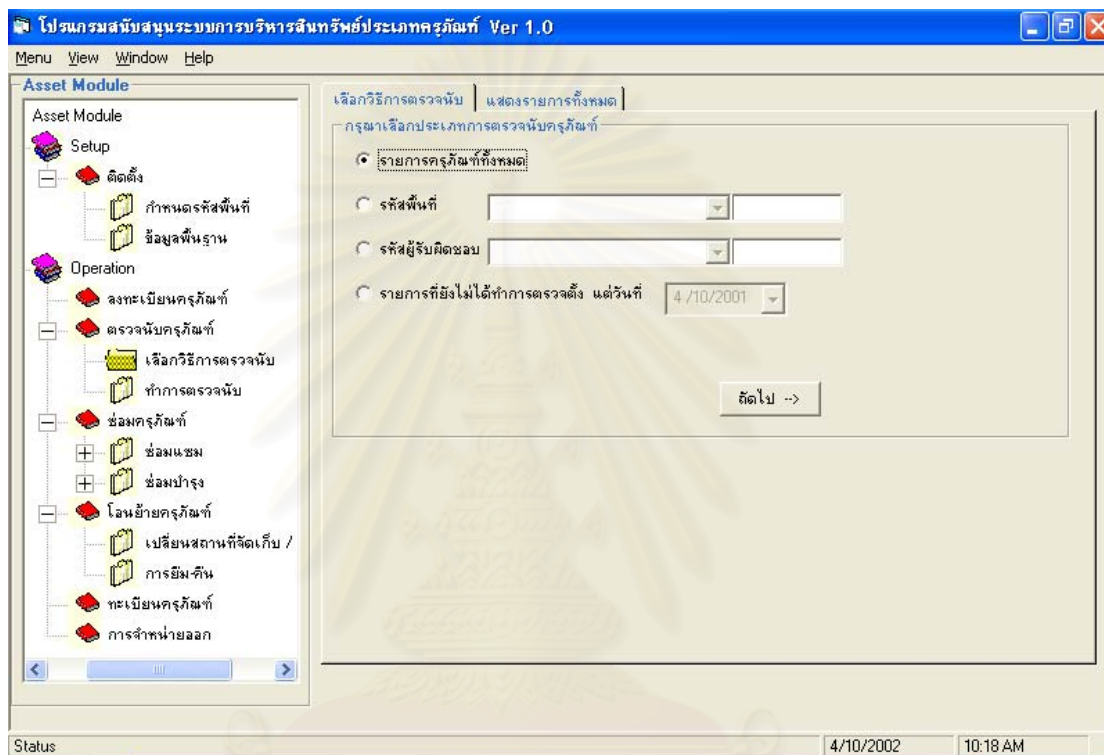 โปรแกรมสนับสนุนระบบการบริหารสินทรัพย์ประเภทครุภัณฑ์ Ver 1.0
Menu View Window Help
Asset Module
Asset Module
Setup
ติดตั้ง
กำหนดรหัสพื้นที่
ข้อมูลพื้นฐาน
Operation
ลงทะเบียนครุภัณฑ์
ตรวจนับครุภัณฑ์
เลือกวิธีการตรวจนับ
ทำการตรวจนับ
ซ่อมครุภัณฑ์
ซ่อมแซม
ซ่อมบำรุง
โอนย้ายครุภัณฑ์
เปลี่ยนสถานที่จัดเก็บ /
การยืม-คืน
ทะเบียนครุภัณฑ์
การจำหน่ายออก
เลือกวิธีการตรวจนับ แสดงรายการทั้งหมด
กรุณาเลือกประเภทการตรวจนับครุภัณฑ์
รายการครุภัณฑ์ทั้งหมด
รหัสพื้นที่
รหัสผู้รับผิดชอบ
รายการที่ยังไม่ได้ทำการตรวจตั้ง แต่วันที่ 4 /10/2001
ถัดไป -->
Status 4/10/2002 10:18 AM